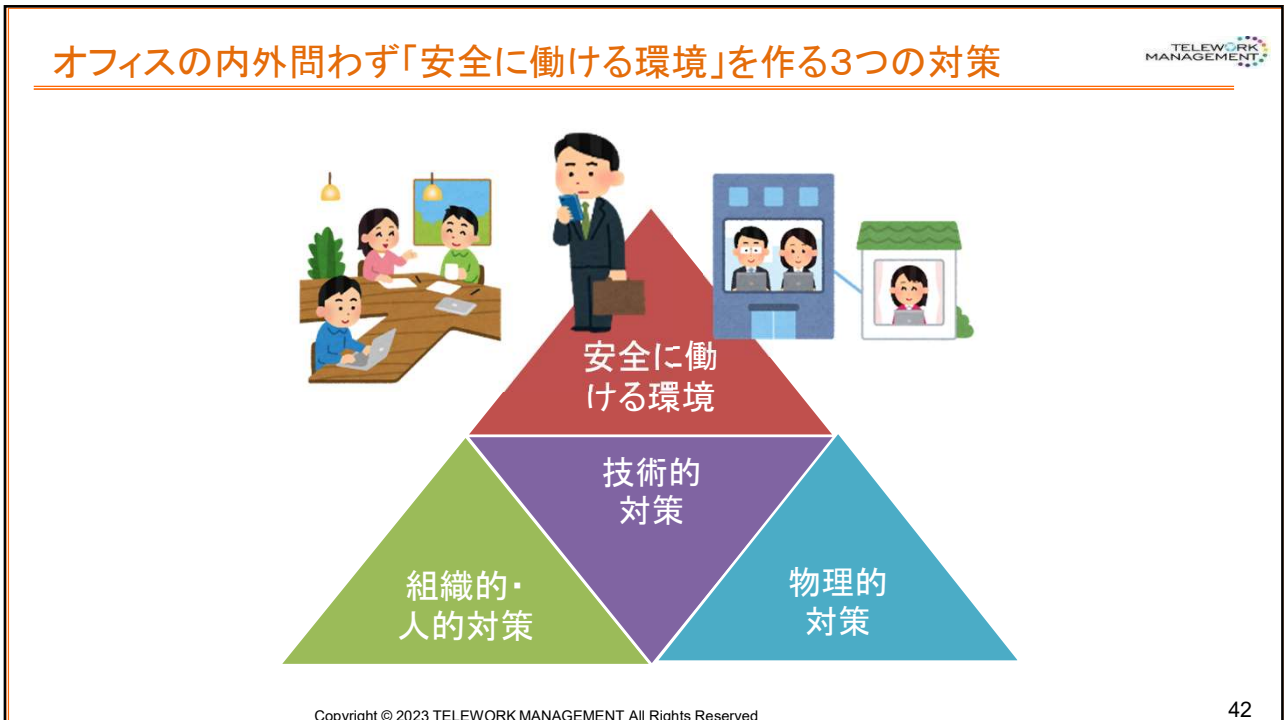 オフィスの内外問わず「安全に働ける環境」を作る3つの対策
TELEWORK
MANAGEMENT
安全に働
ける環境
技術的
対策
組織的・
人的対策
物理的
対策
Copyright © 2023 TELEWORK MANAGEMENT All Rights Reserved
42